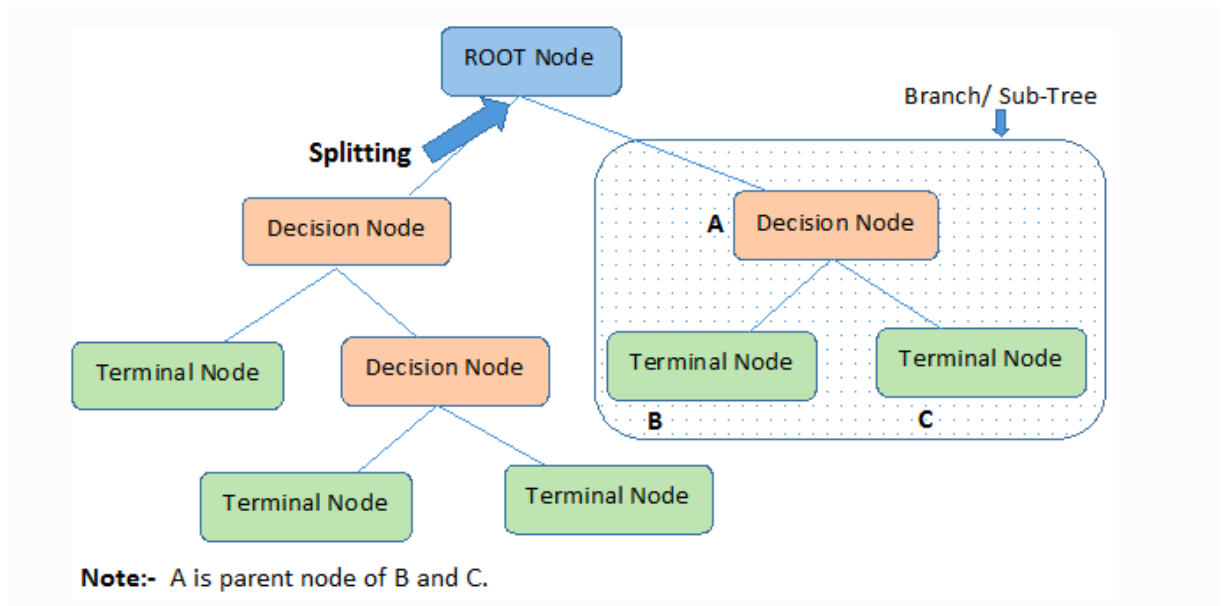 ROOT Node
Branch/ Sub-Tree
Splitting
Decision Node
A
Decision Node
Terminal Node
Decision Node
Terminal Node
Terminal Node
B
C
Terminal Node
Terminal Node
Note:- A is parent node of B and C.